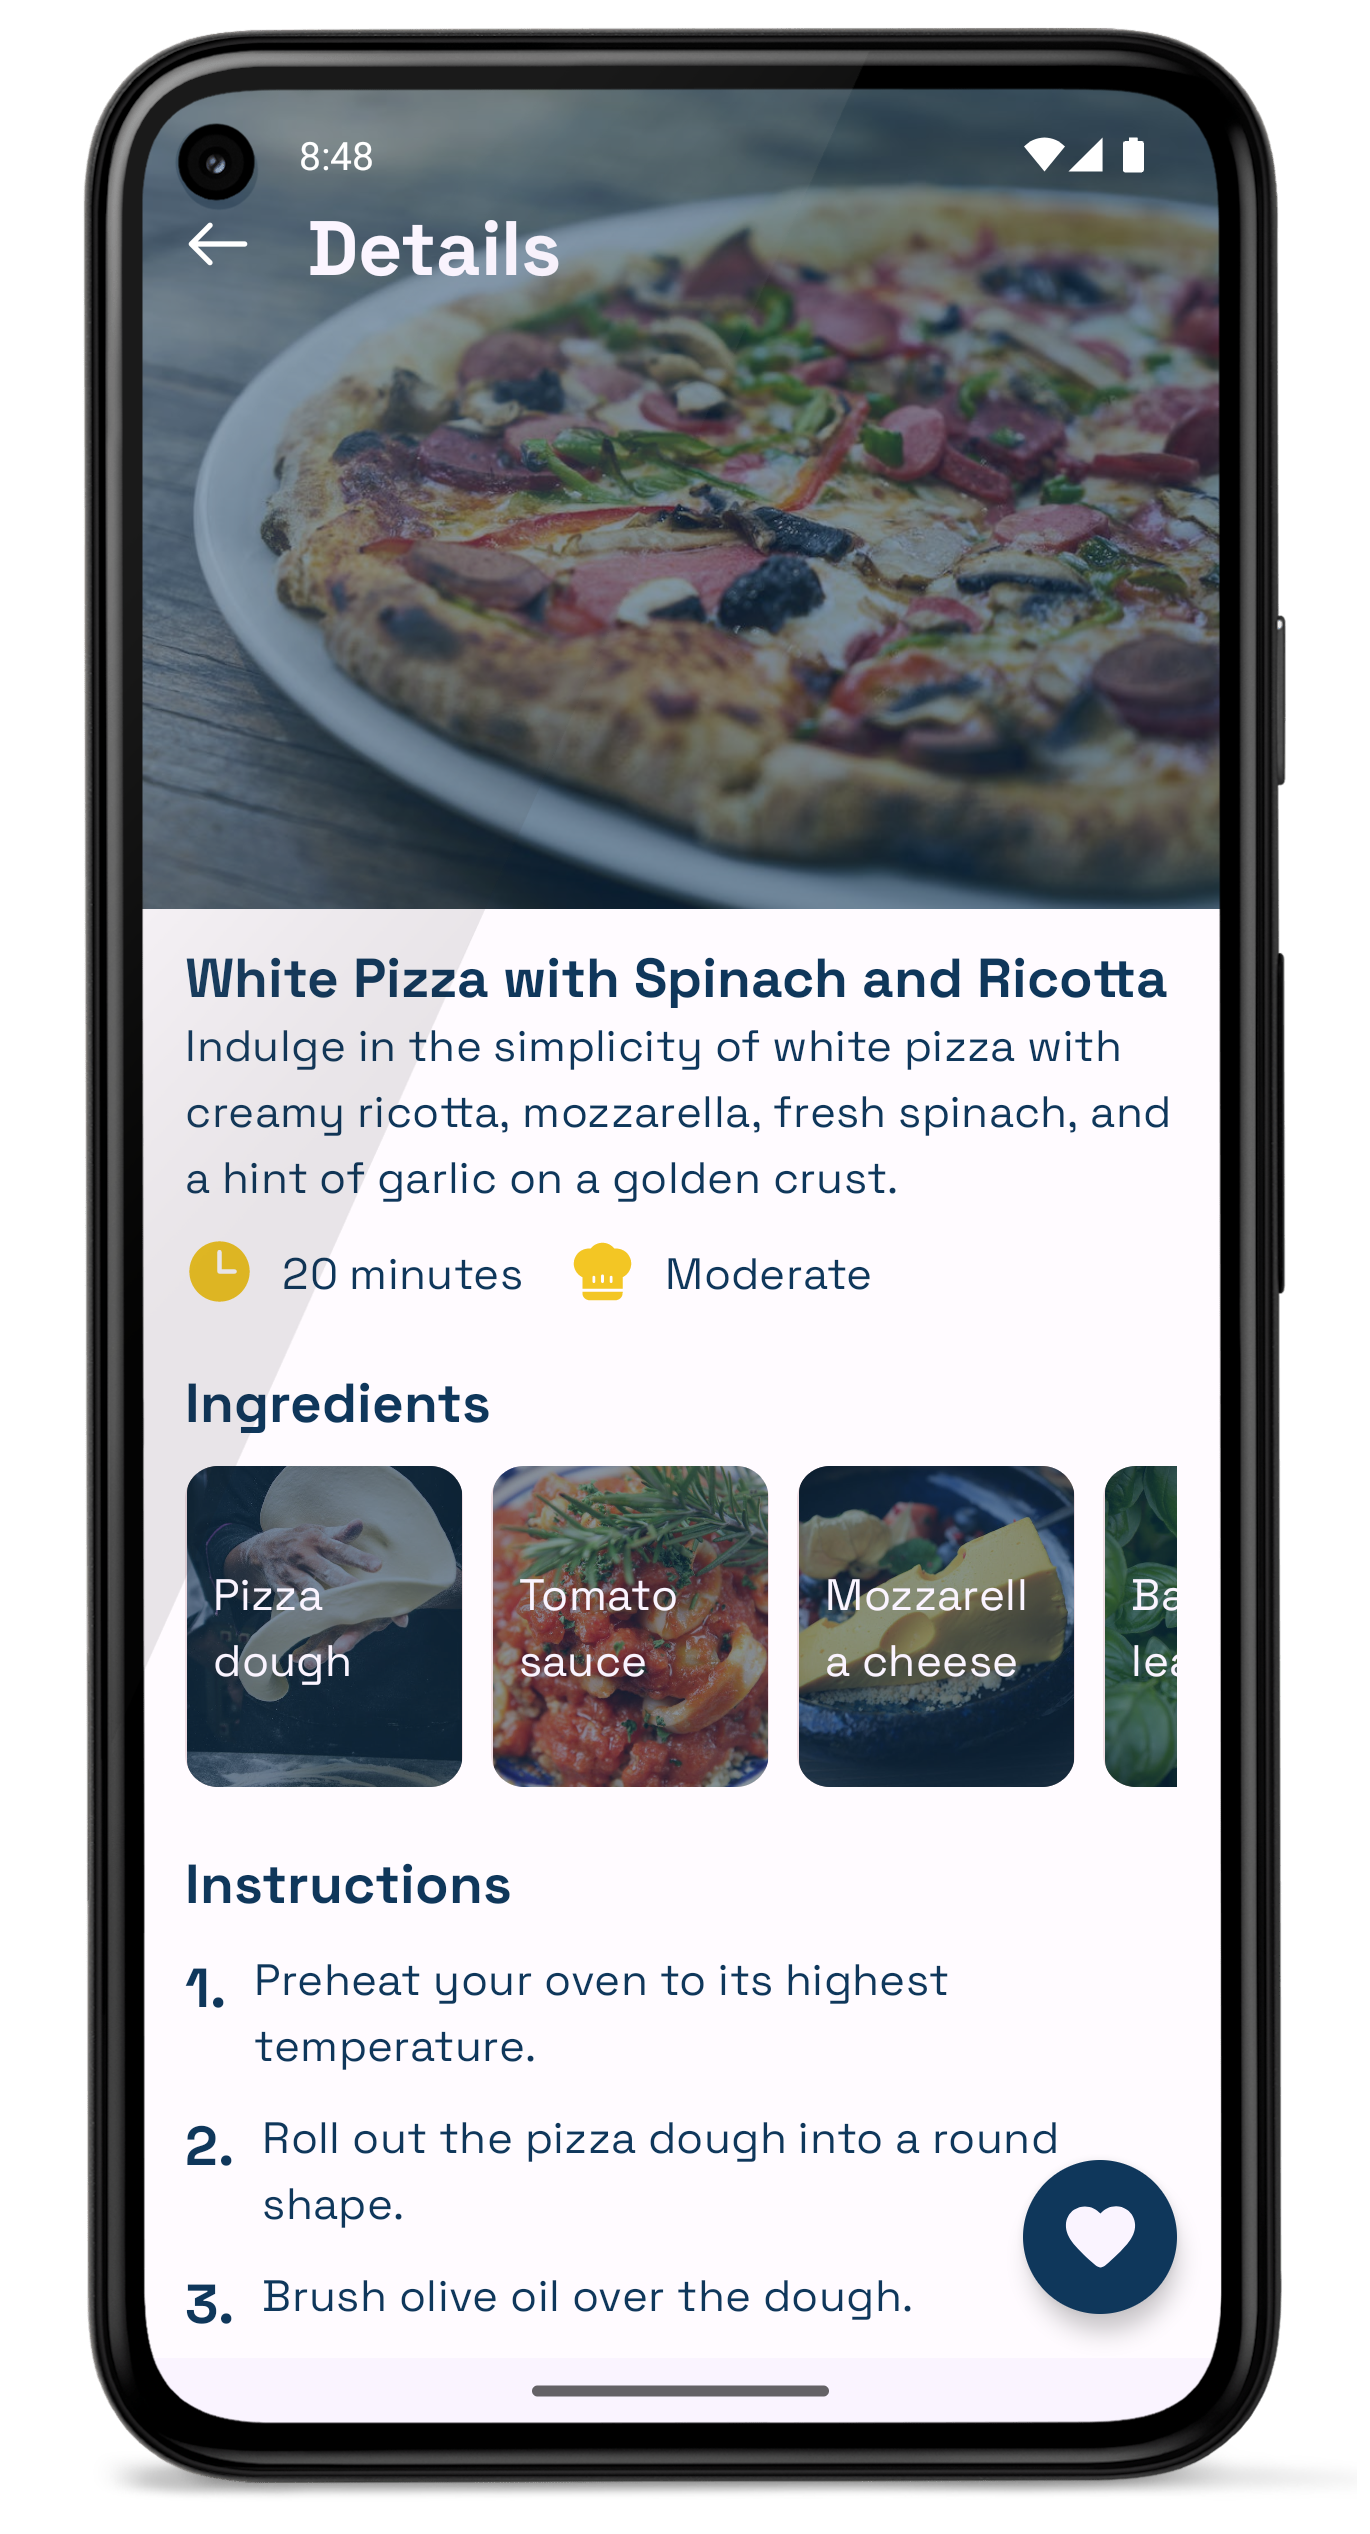 8:48
Details
White Pizza with Spinach and Ricotta
Indulge in the simplicity of white pizza with
creamy ricotta, mozzarella, fresh spinach, and
a hint of garlic on a golden crust.
20 minutes
Moderate
Ingredients
Pizza
dough
Tomato
sauce
Mozzarell
a cheese
Instructions
1. Preheat your oven to its highest
temperature.
2. Roll out the pizza dough into a round
shape.
3. Brush olive oil over the dough.